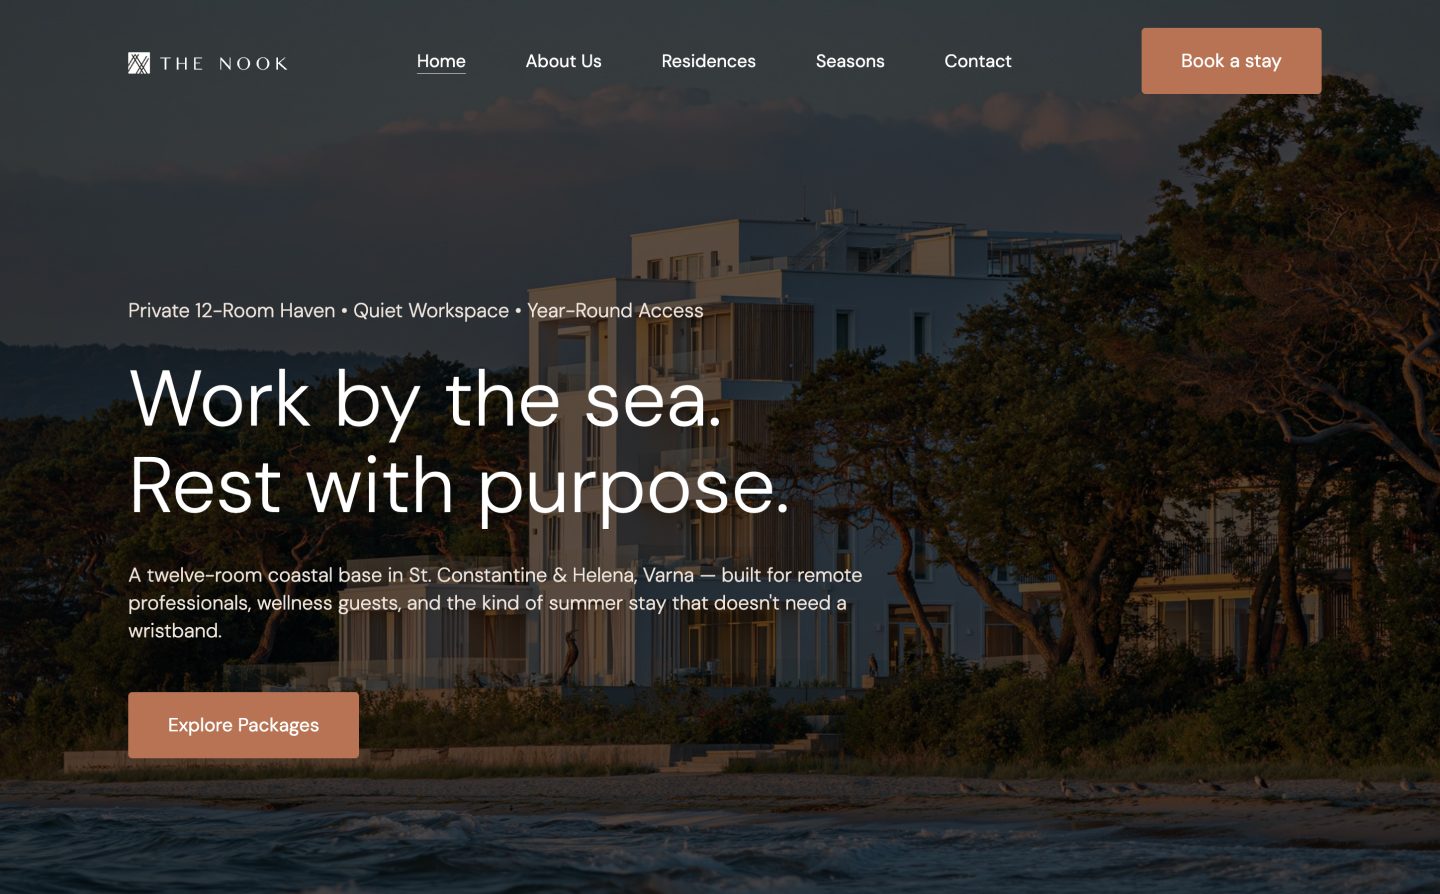 THE NOOK
Home
About Us
Residences
Seasons
Contact
Book a stay
Private 12-Room Haven • Quiet Workspace • Year-Round Access
Work by the sea.
Rest with purpose.
A twelve-room coastal base in St. Constantine & Helena, Varna — built for remote
professionals, wellness guests, and the kind of summer stay that doesn't need a
wristband.
Explore Packages